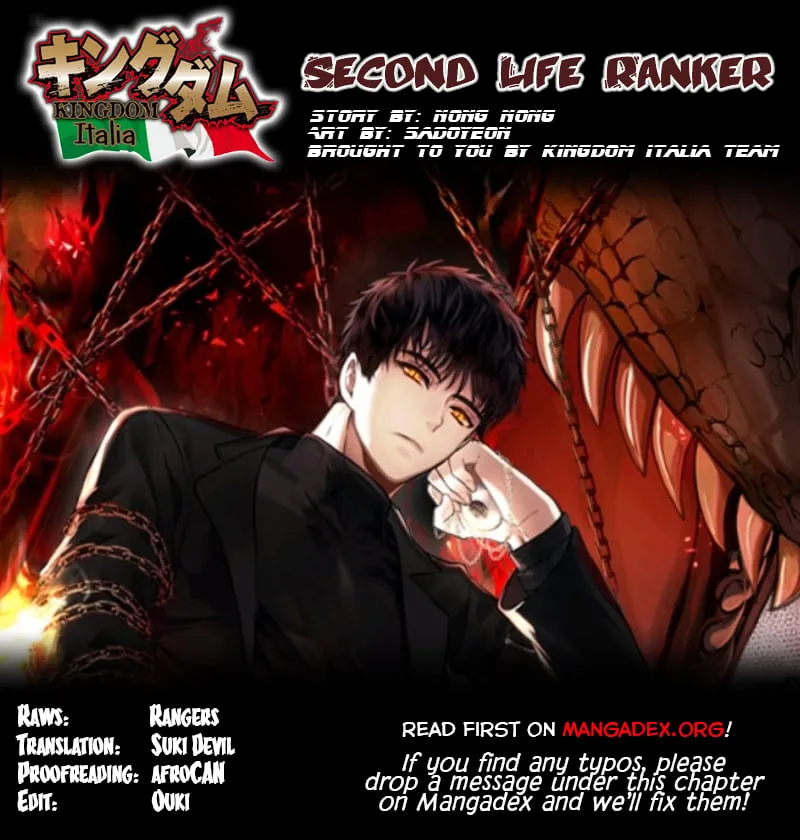 キングダム
KINGDOM
Italia
SECOND LIFE RANKER
STORY BY: NONG NONG
ART BY: SADOYEON
BROUGHT TO YOU BY KINGDOM ITALIA TEAM
RAWS: RANGERS
TRANSLATION: SUKI DEVIL
PROOFREADING: AFROCAN
EDIT: OUKI
READ FIRST ON MANGADEX.ORG!
If you find any typos, please
drop a message under this chapter
on Mangadex and we'll fix them!